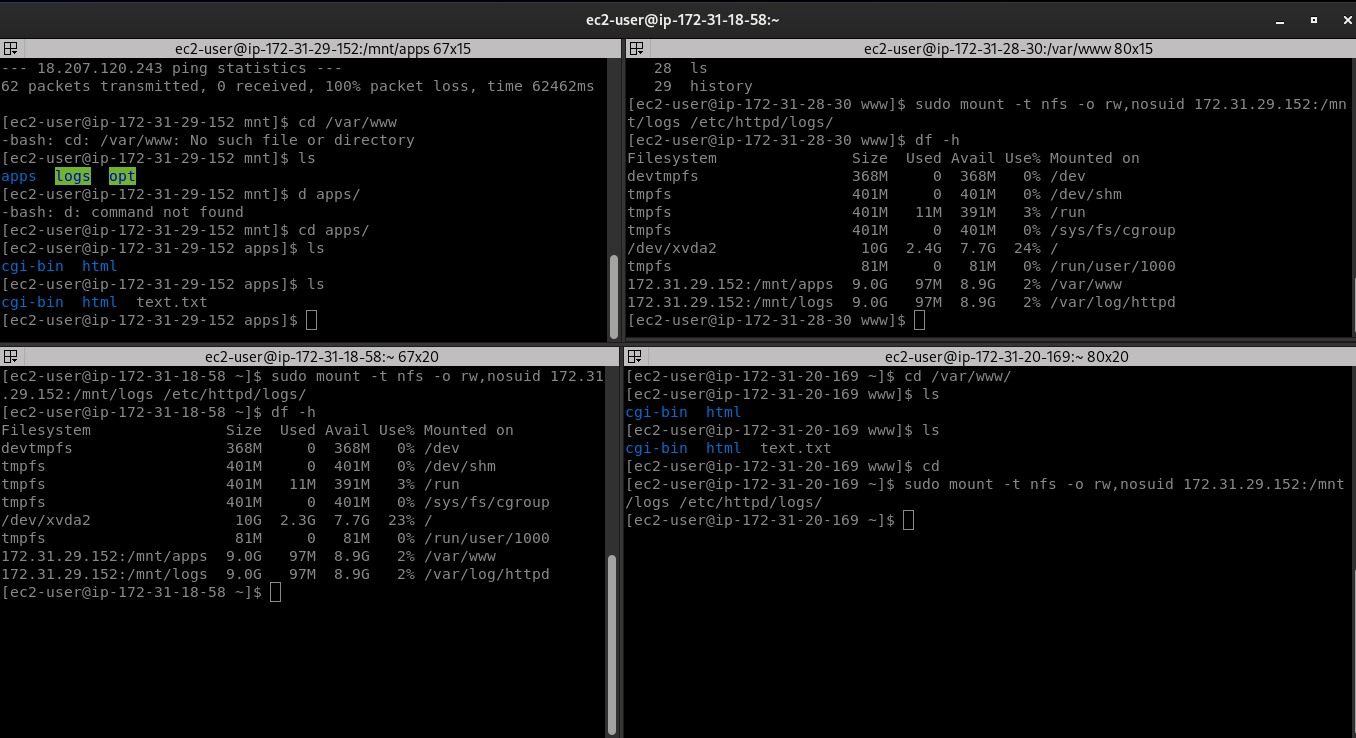 ec2-user@ip-172-31-18-58:~
ec2-user@ip-172-31-29-152:/mnt/apps 67x15
--- 18.207.120.243 ping statistics ---
62 packets transmitted, 0 received, 100% packet loss, time 62462ms

[ec2-user@ip-172-31-29-152 mnt]$ cd /var/www
-bash: cd: /var/www: No such file or directory
[ec2-user@ip-172-31-29-152 mnt]$ ls
apps  logs  opt
[ec2-user@ip-172-31-29-152 mnt]$ d apps/
-bash: d: command not found
[ec2-user@ip-172-31-29-152 mnt]$ cd apps/
[ec2-user@ip-172-31-29-152 apps]$ ls
cgi-bin  html
[ec2-user@ip-172-31-29-152 apps]$ ls
cgi-bin  html  text.txt
[ec2-user@ip-172-31-29-152 apps]$
ec2-user@ip-172-31-28-30:/var/www 80x15
   28  ls
   29  history
[ec2-user@ip-172-31-28-30 www]$ sudo mount -t nfs -o rw,nosuid 172.31.29.152:/mn
t/logs /etc/httpd/logs/
[ec2-user@ip-172-31-28-30 www]$ df -h
Filesystem               Size  Used Avail Use% Mounted on
devtmpfs                 368M     0  368M   0% /dev
tmpfs                    401M     0  401M   0% /dev/shm
tmpfs                    401M   11M  391M   3% /run
tmpfs                    401M     0  401M   0% /sys/fs/cgroup
/dev/xvda2                10G  2.4G  7.7G  24% /
tmpfs                     81M     0   81M   0% /run/user/1000
172.31.29.152:/mnt/apps  9.0G   97M  8.9G   2% /var/www
172.31.29.152:/mnt/logs  9.0G   97M  8.9G   2% /var/log/httpd
[ec2-user@ip-172-31-28-30 www]$
ec2-user@ip-172-31-18-58:~ 67x20
[ec2-user@ip-172-31-18-58 ~]$ sudo mount -t nfs -o rw,nosuid 172.31
.29.152:/mnt/logs /etc/httpd/logs/
[ec2-user@ip-172-31-18-58 ~]$ df -h
Filesystem               Size  Used Avail Use% Mounted on
devtmpfs                 368M     0  368M   0% /dev
tmpfs                    401M     0  401M   0% /dev/shm
tmpfs                    401M   11M  391M   3% /run
tmpfs                    401M     0  401M   0% /sys/fs/cgroup
/dev/xvda2                10G  2.3G  7.7G  23% /
tmpfs                     81M     0   81M   0% /run/user/1000
172.31.29.152:/mnt/apps  9.0G   97M  8.9G   2% /var/www
172.31.29.152:/mnt/logs  9.0G   97M  8.9G   2% /var/log/httpd
[ec2-user@ip-172-31-18-58 ~]$
ec2-user@ip-172-31-20-169:~ 80x20
[ec2-user@ip-172-31-20-169 ~]$ cd /var/www/
[ec2-user@ip-172-31-20-169 www]$ ls
cgi-bin  html
[ec2-user@ip-172-31-20-169 www]$ ls
cgi-bin  html  text.txt
[ec2-user@ip-172-31-20-169 www]$ cd
[ec2-user@ip-172-31-20-169 ~]$ sudo mount -t nfs -o rw,nosuid 172.31.29.152:/mnt
/logs /etc/httpd/logs/
[ec2-user@ip-172-31-20-169 ~]$